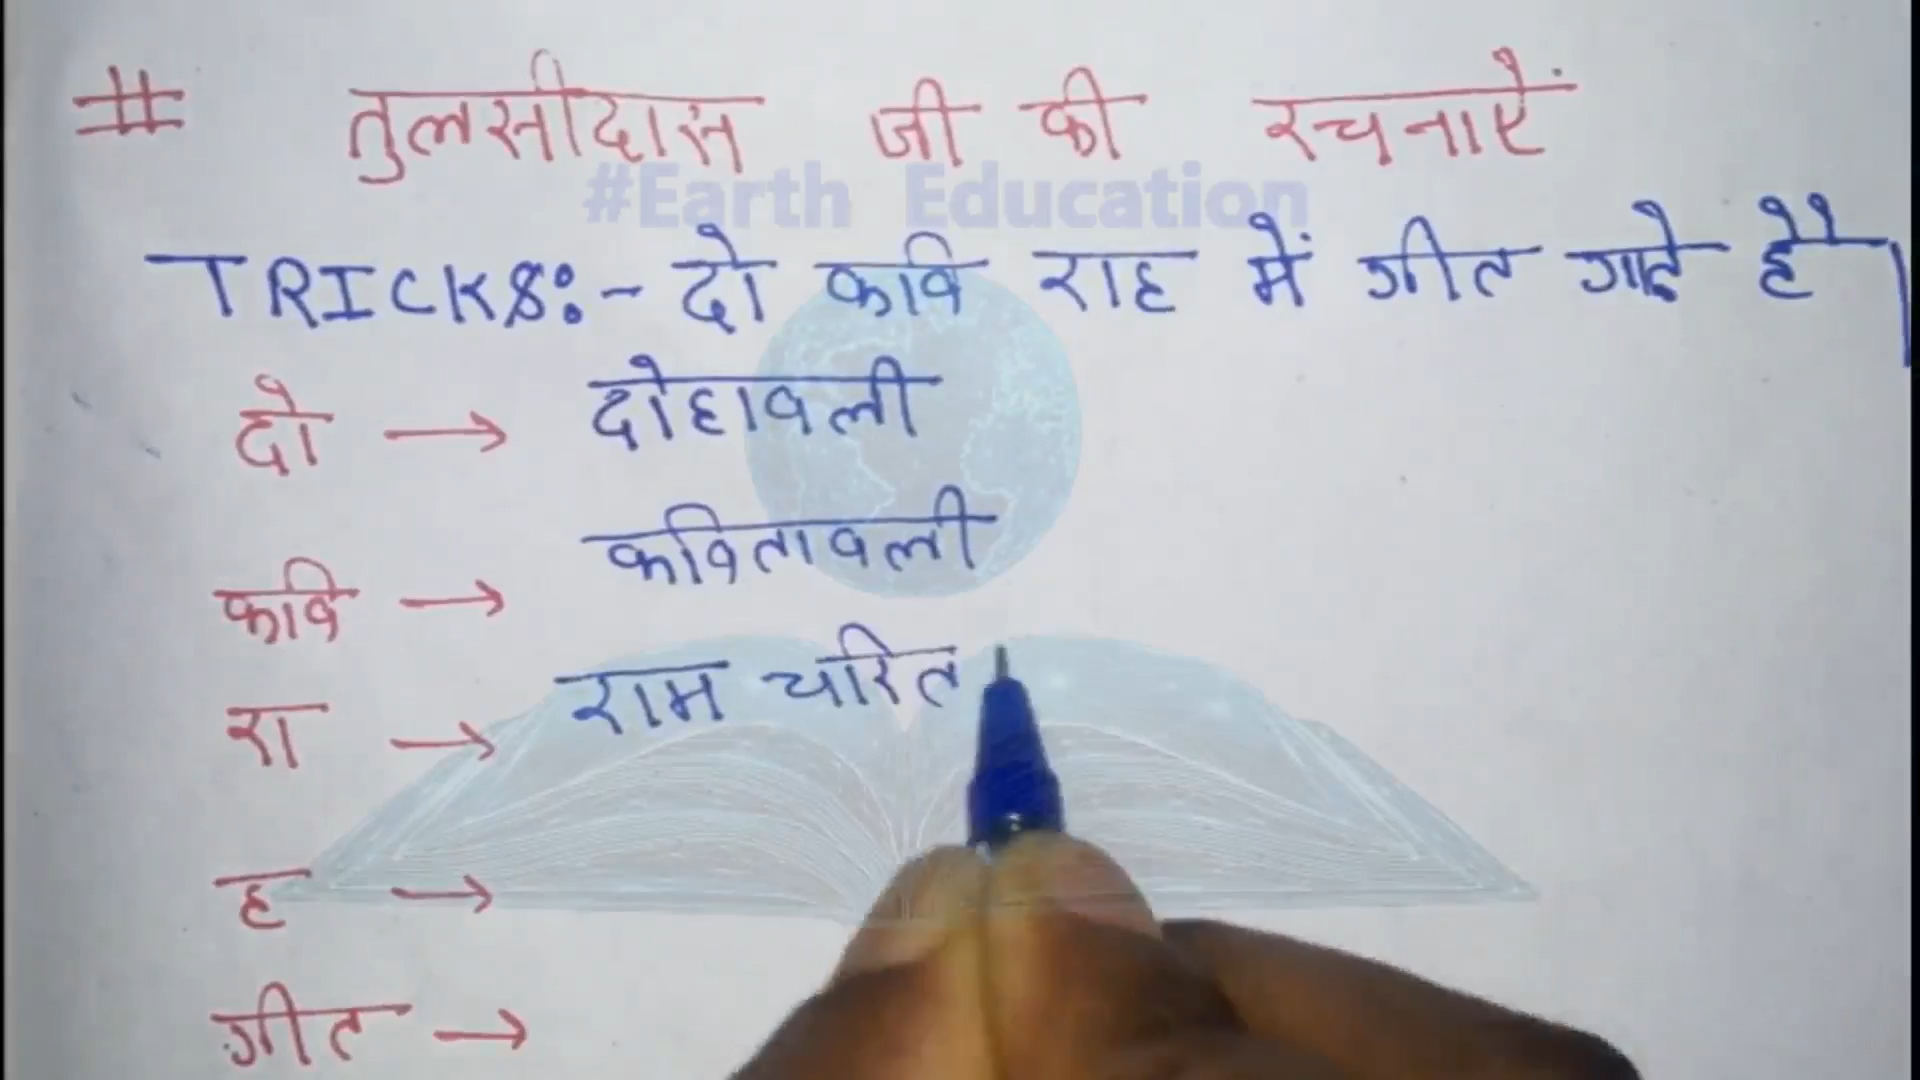 # तुलसीदास जी की रचनाऐं
#Earth Education
TRICKS:- दो कवि राह में गीत गाते है।
दो → दोहावली
कवि → कवितावली
रा → राम चरित
ह →
गीत →